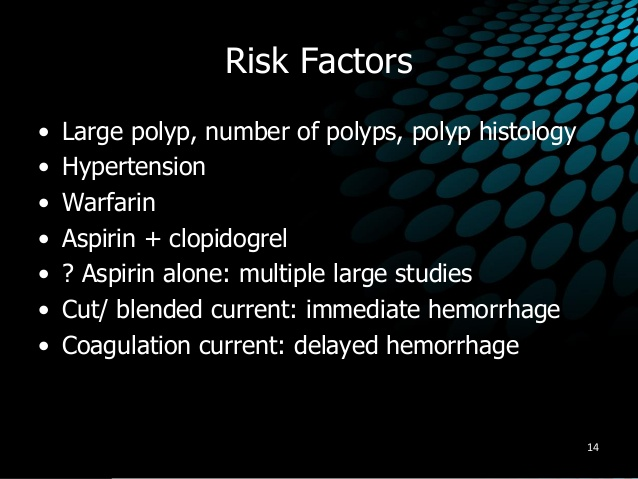 Risk Factors
• Large polyp, number of polyps, polyp histology
• Hypertension
• Warfarin
• Aspirin + clopidogrel
• ? Aspirin alone: multiple large studies
• Cut/ blended current: immediate hemorrhage
• Coagulation current: delayed hemorrhage
14